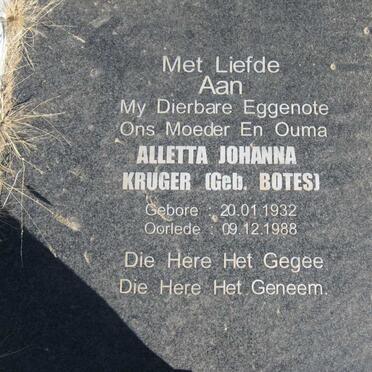 Met Liefde
Aan
My Dierbare Eggenote
Ons Moeder En Ouma
ALLETTA JOHANNA
KRUGER (Geb. BOTES)
Gebore : 20.01.1932
Oorlede : 09.12.1988
Die Here Het Gegee
Die Here Het Geneem.